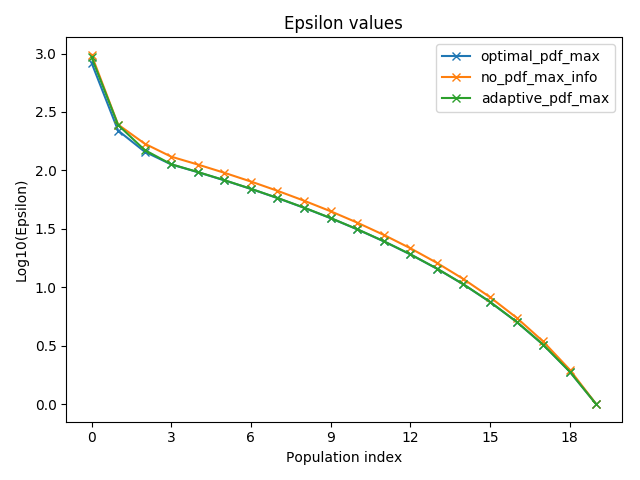 Epsilon values
optimal_pdf_max
no_pdf_max_info
adaptive_pdf_max
Log10(Epsilon)
3.0
2.5
2.0
1.5
1.0
0.5
0.0
0 3 6 9 12 15 18
Population index